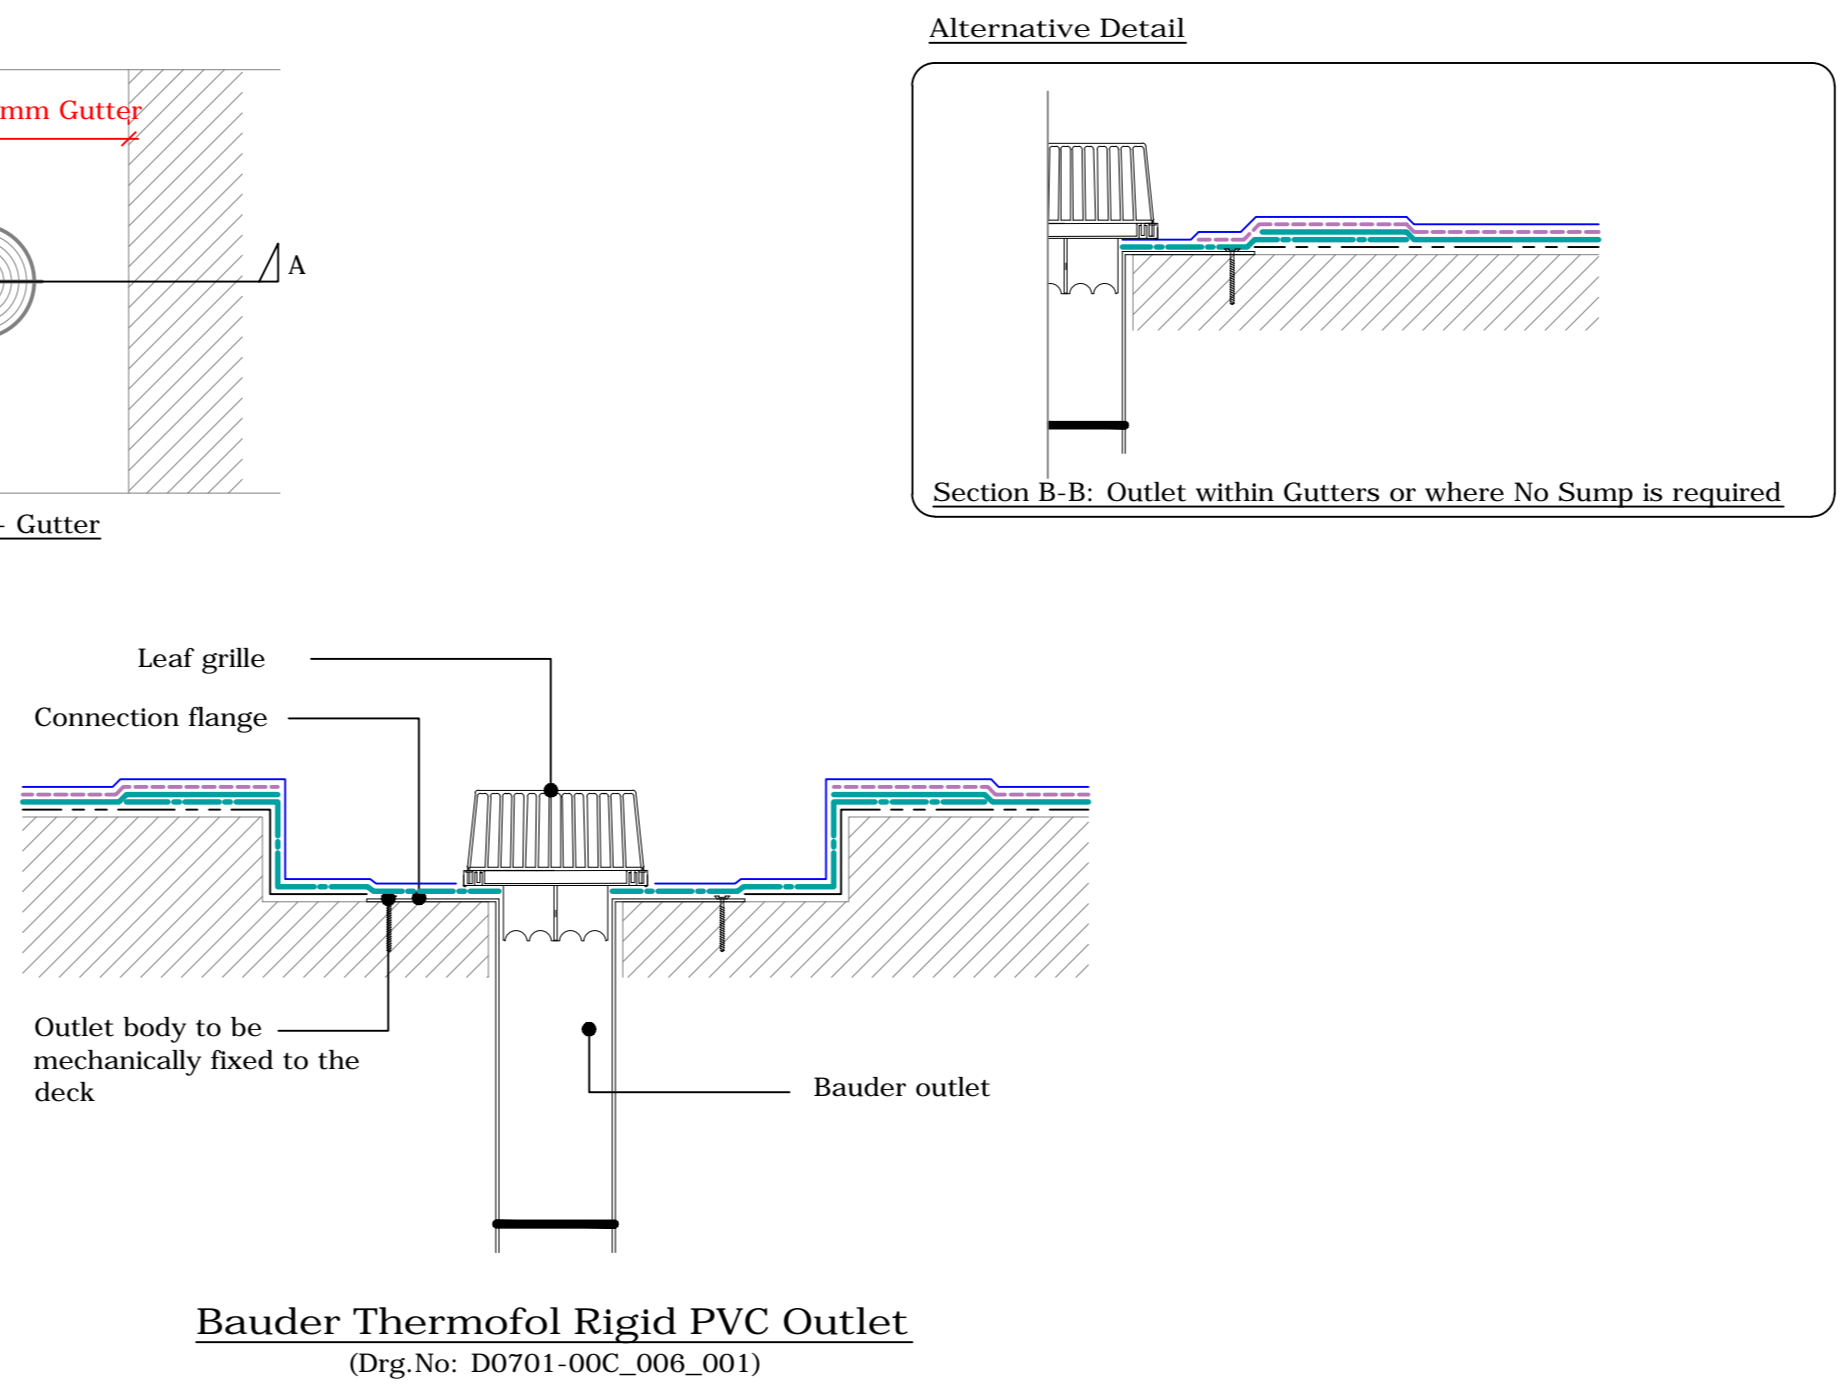 Alternative Detail
mm Gutter
A
Section B-B: Outlet within Gutters or where No Sump is required
- Gutter
Leaf grille
Connection flange
Outlet body to be
mechanically fixed to the
deck
Bauder outlet
Bauder Thermofol Rigid PVC Outlet
(Drg.No: D0701-00C_006_001)